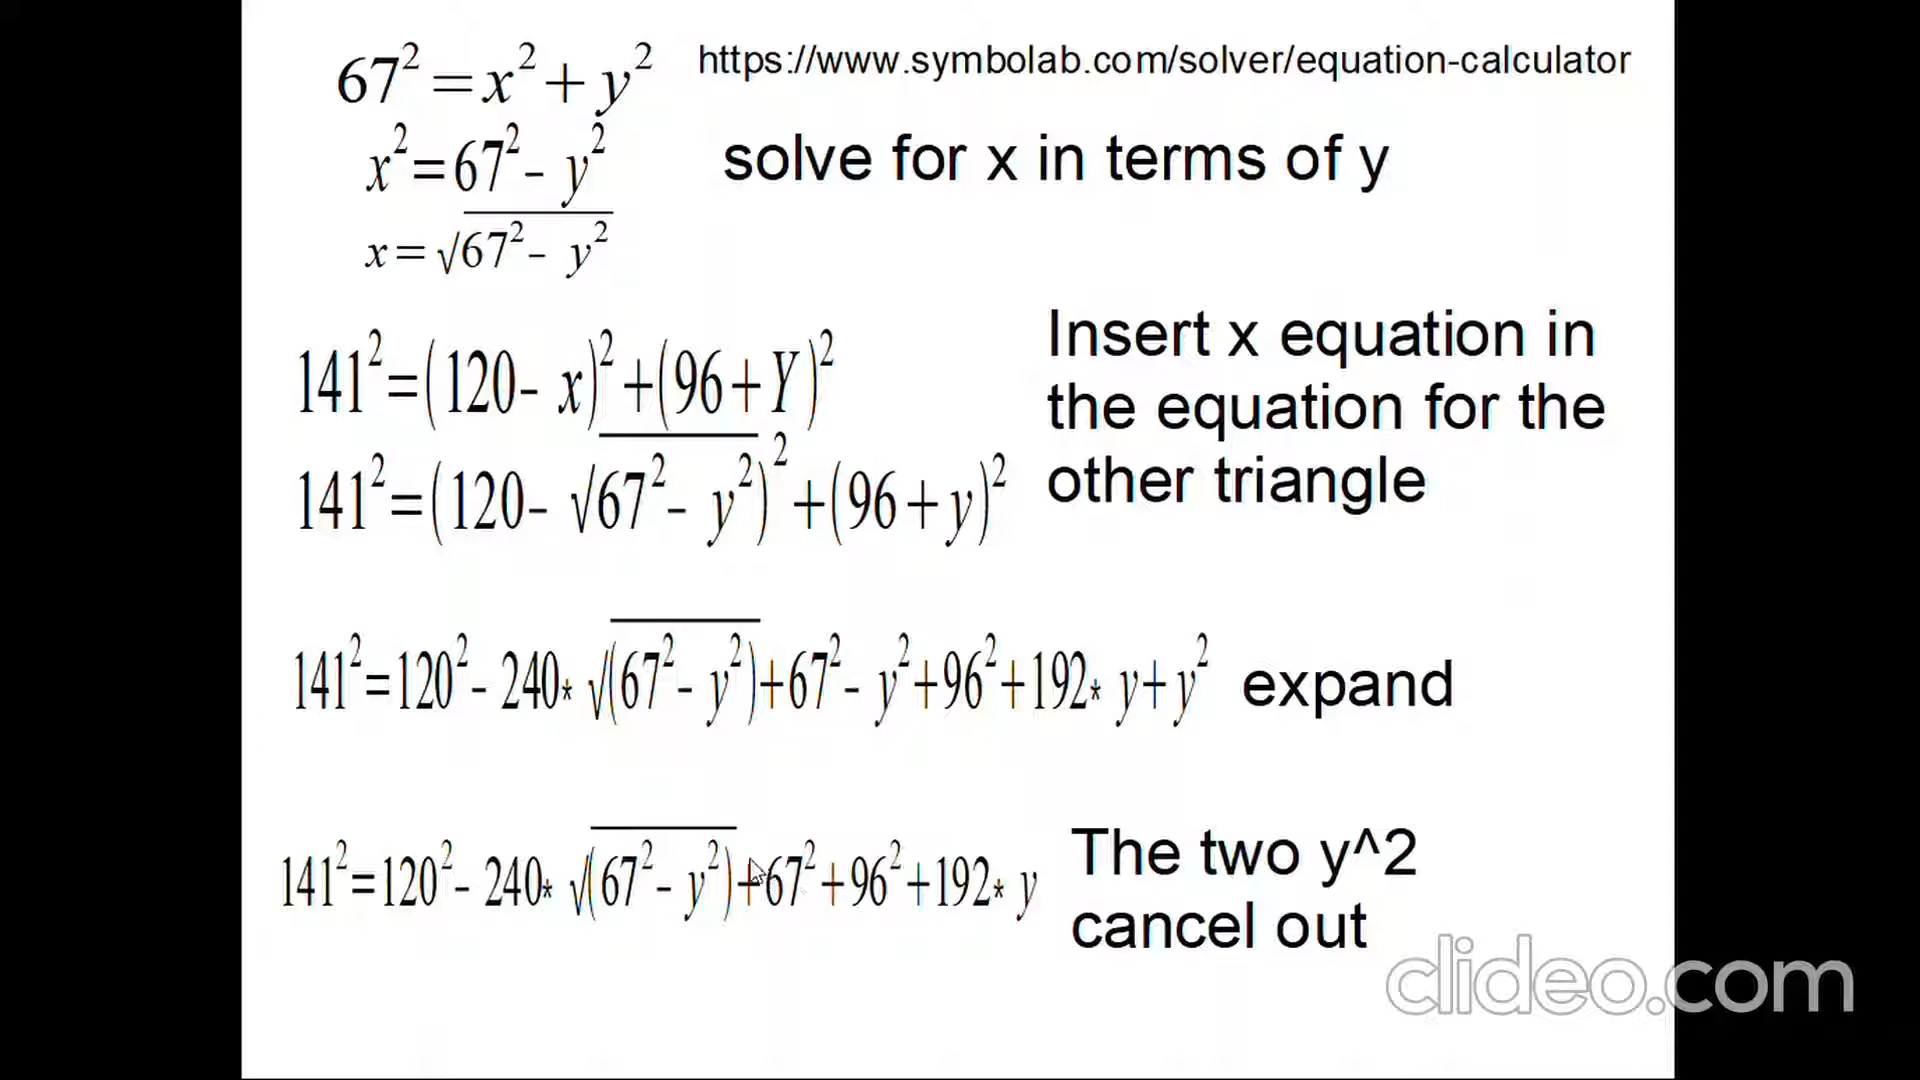 67²=x²+y²
https://www.symbolab.com/solver/equation-calculator
x²=67²- y²
solve for x in terms of y
x=√67²- y²
141²=(120- x)²+(96+Y)²
Insert x equation in
the equation for the
other triangle
141²=(120- √67²- y²)²+(96+y)²
141²=120²- 240* √(67²- y²)+67²- y²+96²+192* y+y²
expand
141²=120²- 240* √(67²- y²)+67²+96²+192* y
The two y^2
cancel out
clideo.com